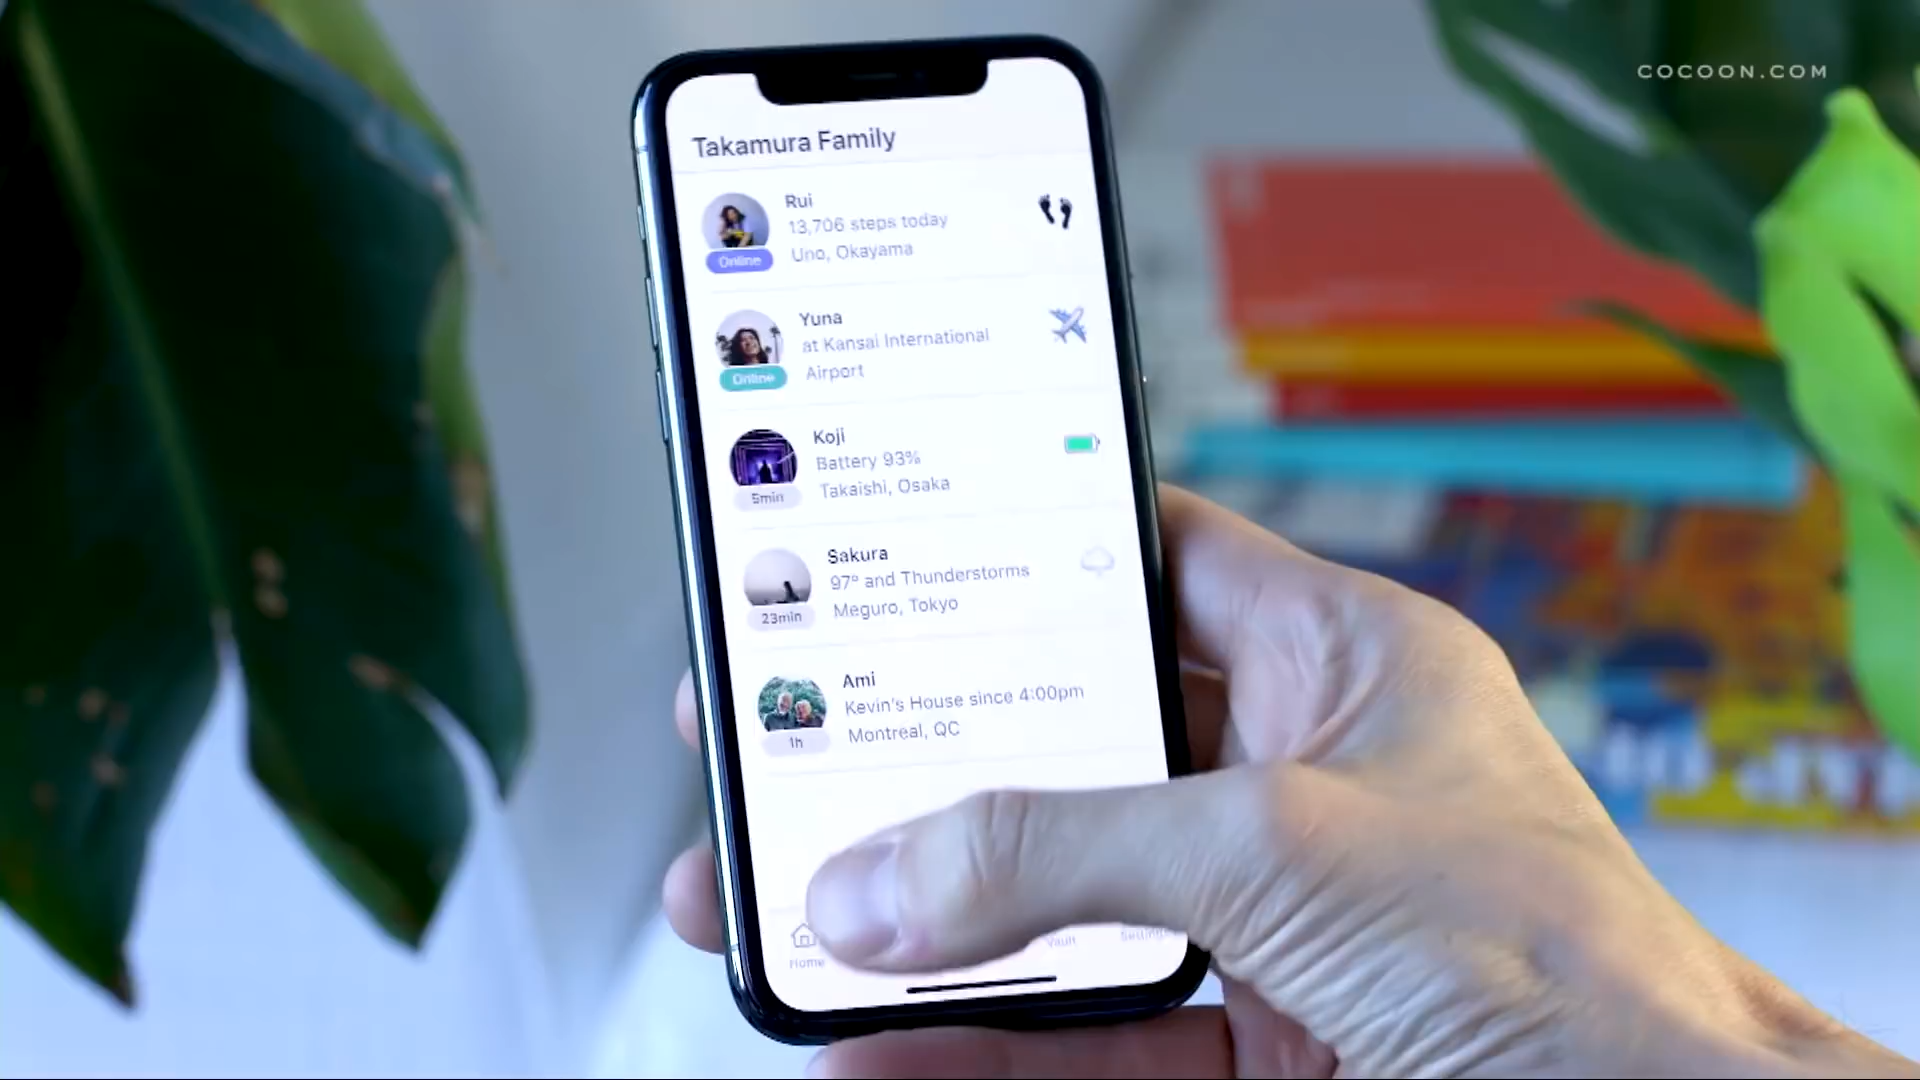 COCOON.COM
Takamura Family
Rui
13,706 steps today
Uno, Okayama
Online
Yuna
at Kansai International
Airport
Online
Koji
Battery 93%
Takaishi, Osaka
5min
Sakura
97° and Thunderstorms
Meguro, Tokyo
23min
Ami
Kevin's House since 4:00pm
Montreal, QC
1h
Home
Vault
Settings